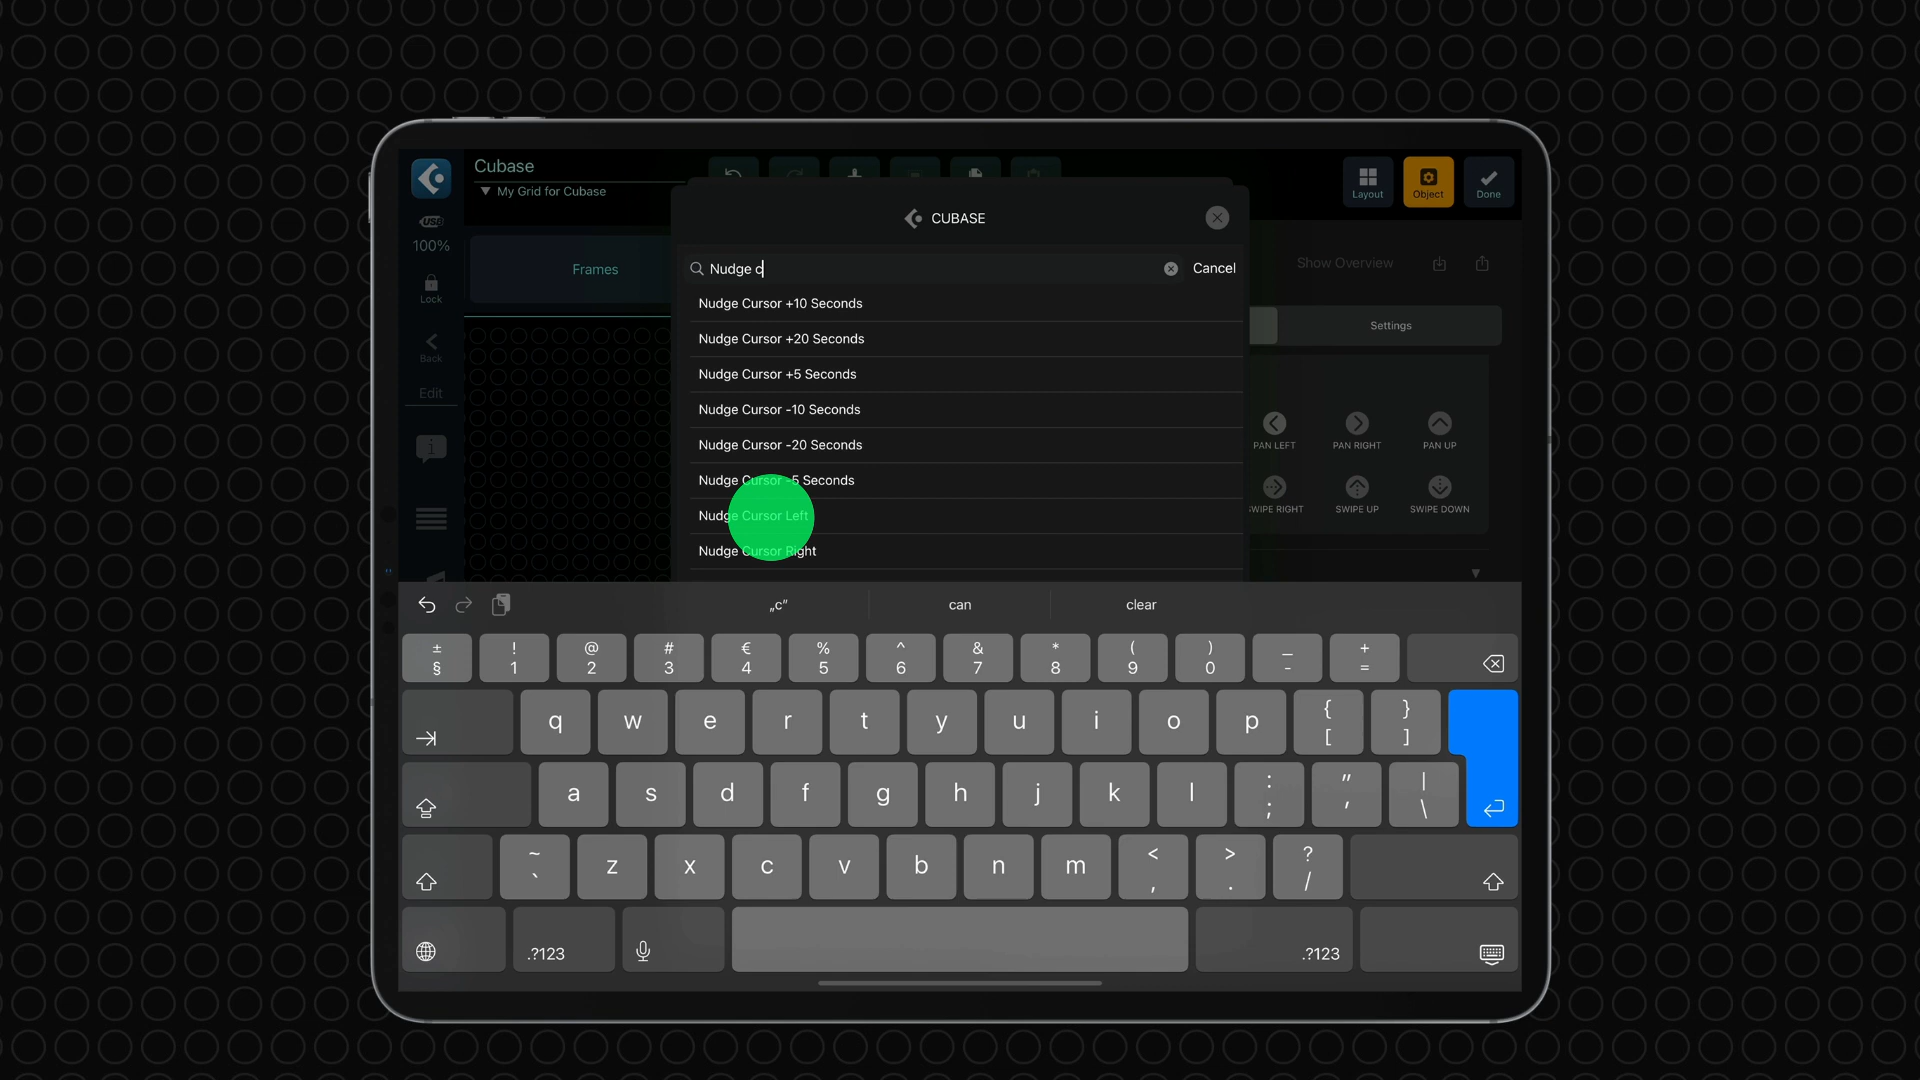 Cubase
▼ My Grid for Cubase
Layout
Object
Done
USB
100%
Lock
Back
Edit
Frames
CUBASE
Nudge c
Cancel
Nudge Cursor +10 Seconds
Nudge Cursor +20 Seconds
Nudge Cursor +5 Seconds
Nudge Cursor -10 Seconds
Nudge Cursor -20 Seconds
Nudge Cursor -5 Seconds
Nudge Cursor Left
Nudge Cursor Right
Show Overview
Settings
PAN LEFT PAN RIGHT PAN UP
SWIPE RIGHT SWIPE UP SWIPE DOWN
„c” can clear
± ! @ # € % ^ & * ( ) _ +
§ 1 2 3 4 5 6 7 8 9 0 - =
q w e r t y u i o p { }
[ ]
a s d f g h j k l : " |
; ' \
~ z x c v b n m < > ?
` , . /
.?123 .?123